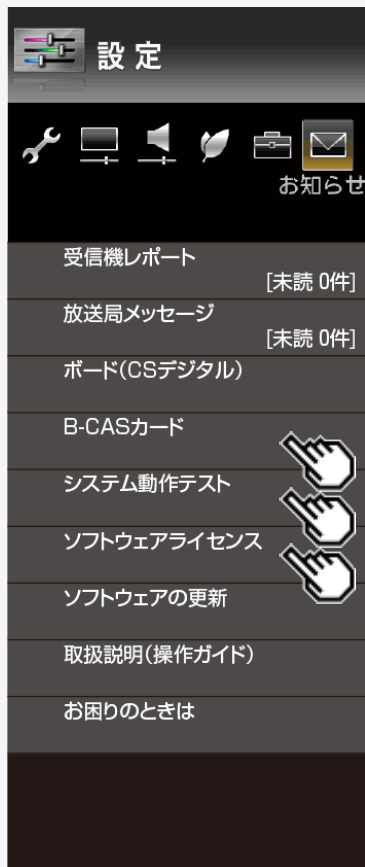 設定
お知らせ
受信機レポート
[未読 0件]
放送局メッセージ
[未読 0件]
ボード(CSデジタル)
B-CASカード
システム動作テスト
ソフトウェアライセンス
ソフトウェアの更新
取扱説明(操作ガイド)
お困りのときは